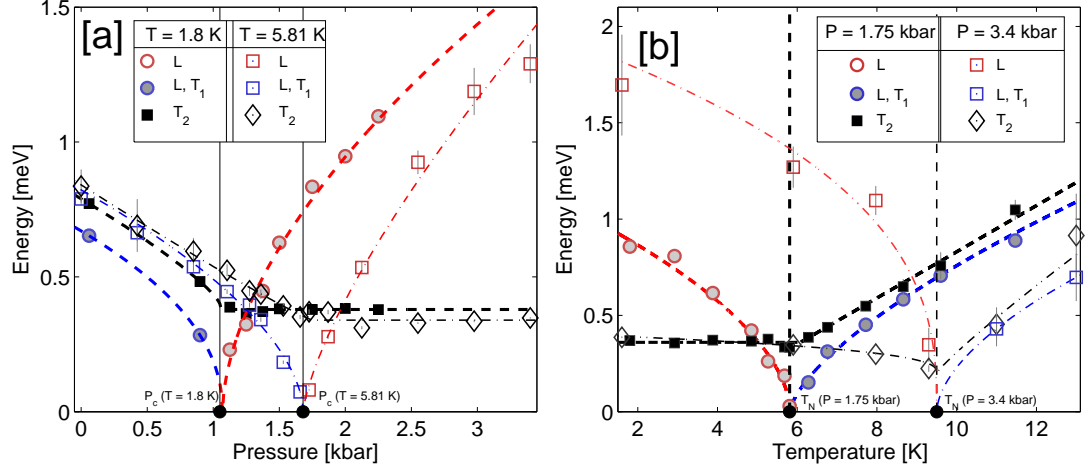 [a]
T = 1.8 K T = 5.81 K
L L
L, T1 L, T1
T2 T2
1.5
1
0.5
0
Energy [meV]
Pc (T = 1.8 K)
Pc (T = 5.81 K)
0 0.5 1 1.5 2 2.5 3
Pressure [kbar]
[b]
P = 1.75 kbar P = 3.4 kbar
L L
L, T1 L, T1
T2 T2
2
1.5
1
0.5
0
Energy [meV]
TN (P = 1.75 kbar)
TN (P = 3.4 kbar)
2 4 6 8 10 12
Temperature [K]